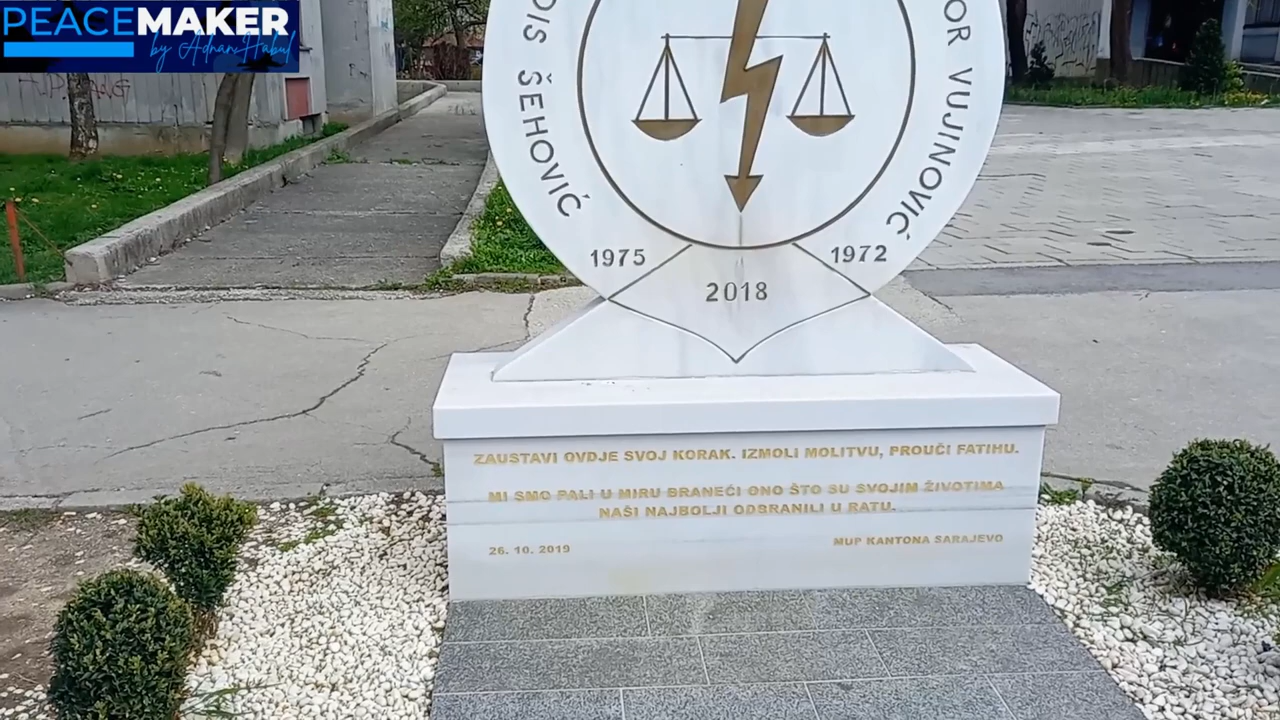 PEACEMAKER
by Adnan Habul
DIS ŠEHOVIĆ
OR VUJINOVIĆ
1975
1972
2018
ZAUSTAVI OVDJE SVOJ KORAK. IZMOLI MOLITVU, PROUČI FATIHU.
MI SMO PALI U MIRU BRANEĆI ONO ŠTO SU SVOJIM ŽIVOTIMA
NAŠI NAJBOLJI ODBRANILI U RATU.
26. 10. 2019
MUP KANTONA SARAJEVO